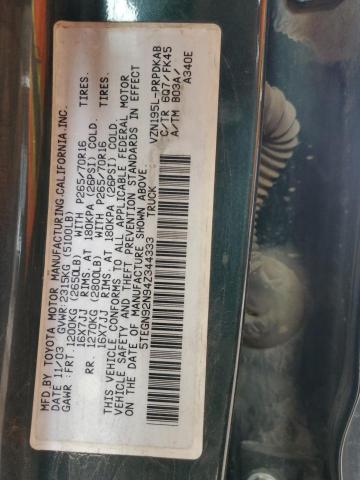 MFD BY TOYOTA MOTOR MANUFACTURING,CALIFORNIA,INC.
DATE 11/03 GVWR:2315KG(5100LB)
GAWR : FRT.1200KG (2650LB) WITH P265/70R16 TIRES.
16X7JJ RIMS. AT 180KPA (26PSI) COLD.
RR. 1270KG (2800LB) WITH P265/70R16 TIRES.
16X7JJ RIMS. AT 180KPA (26PSI) COLD.
THIS VEHICLE CONFORMS TO ALL APPLICABLE FEDERAL MOTOR
VEHICLE SAFETY AND THEFT PREVENTION STANDARDS IN EFFECT
ON THE DATE OF MANUFACTURE SHOWN ABOVE.
5TEGN92N94Z344333 TRUCK
VZN195L-PRPDKAB
C/TR 6Q7/FK45
A/TM B03A/
A340E